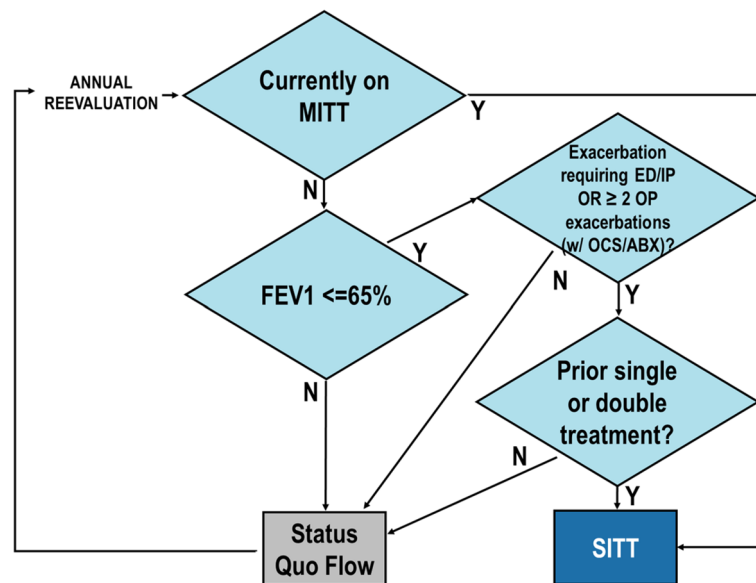 ANNUAL
REEVALUATION
Currently on
MITT
Y
N
Exacerbation
requiring ED/IP
OR ≥ 2 OP
exacerbations
(w/ OCS/ABX)?
Y
FEV1 <=65%
N
Y
N
Prior single
or double
treatment?
N
Y
Status
Quo Flow
SITT